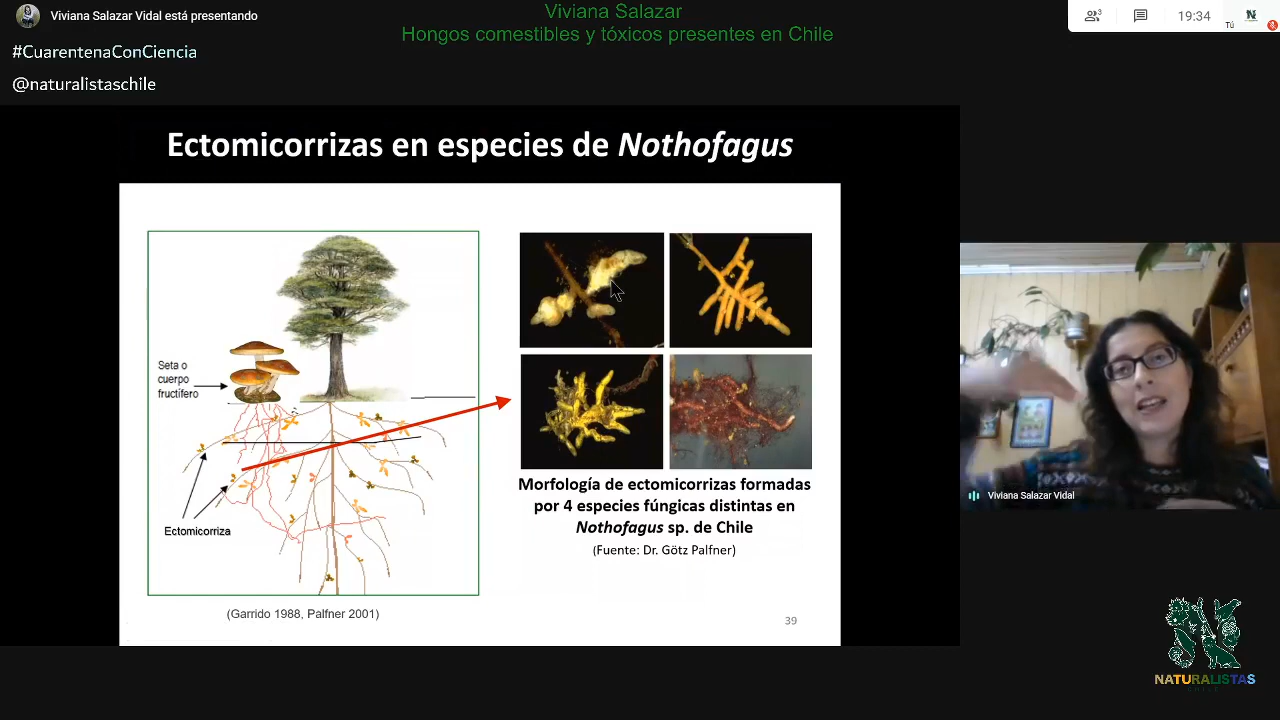 Viviana Salazar Vidal está presentando
#CuarentenaConCiencia
@naturalistaschile
Viviana Salazar
Hongos comestibles y tóxicos presentes en Chile
3
19:34
Tú
Ectomicorrizas en especies de Nothofagus
Seta o
cuerpo
fructífero
Ectomicorriza
(Garrido 1988, Palfner 2001)
Morfología de ectomicorrizas formadas
por 4 especies fúngicas distintas en
Nothofagus sp. de Chile
(Fuente: Dr. Götz Palfner)
39
Viviana Salazar Vidal
NATURALISTAS
CHILE